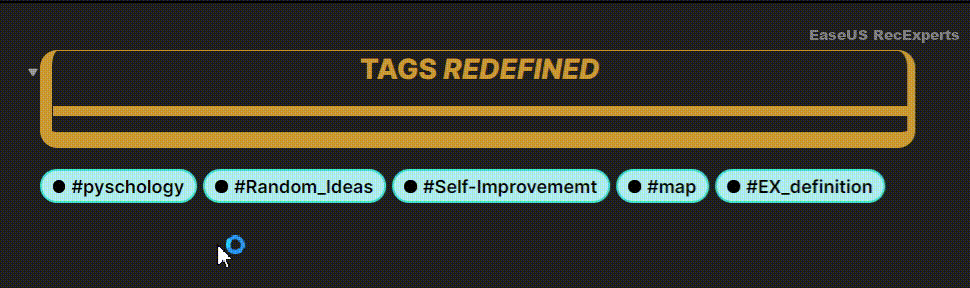 EaseUS RecExperts
TAGS REDEFINED
#pyschology #Random_Ideas #Self-Improvememt #map #EX_definition